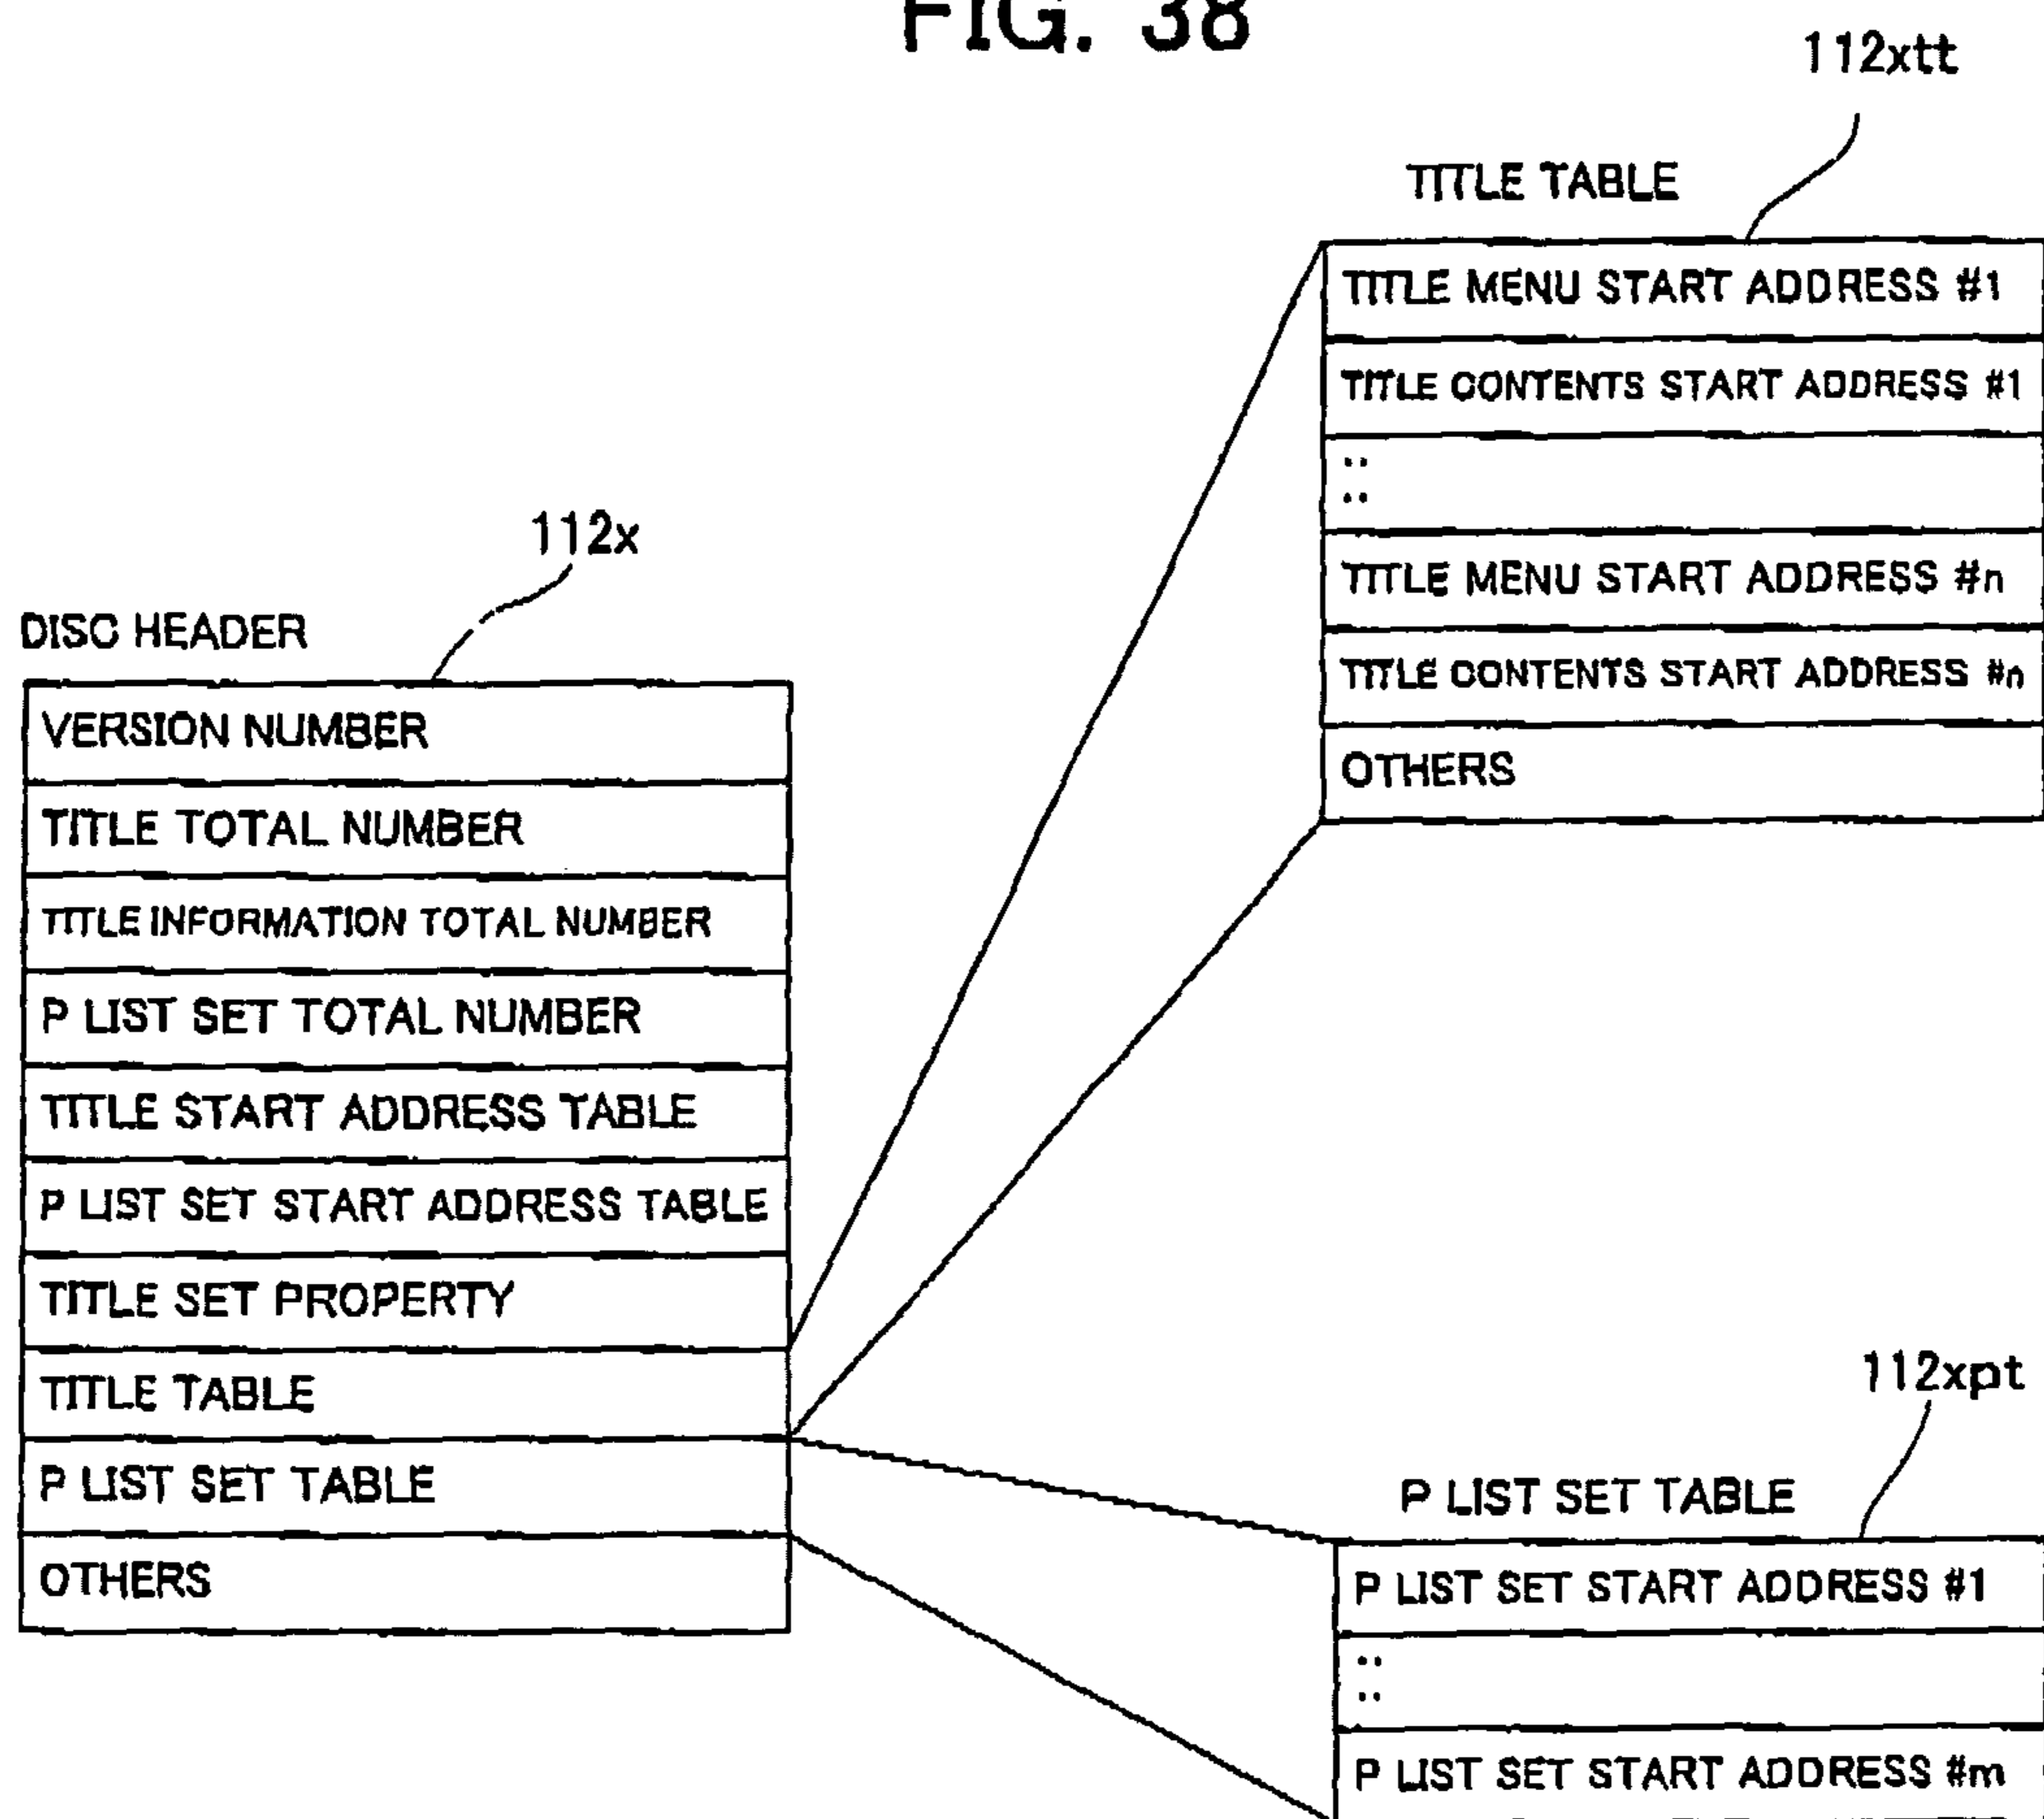 FIG. 38
112xtt
TITLE TABLE
TITLE MENU START ADDRESS #1
TITLE CONTENTS START ADDRESS #1
::
::
TITLE MENU START ADDRESS #n
TITLE CONTENTS START ADDRESS #n
OTHERS
112x
DISC HEADER
VERSION NUMBER
TITLE TOTAL NUMBER
TITLE INFORMATION TOTAL NUMBER
P LIST SET TOTAL NUMBER
TITLE START ADDRESS TABLE
P LIST SET START ADDRESS TABLE
TITLE SET PROPERTY
TITLE TABLE
P LIST SET TABLE
OTHERS
112xpt
P LIST SET TABLE
P LIST SET START ADDRESS #1
::
::
P LIST SET START ADDRESS #m